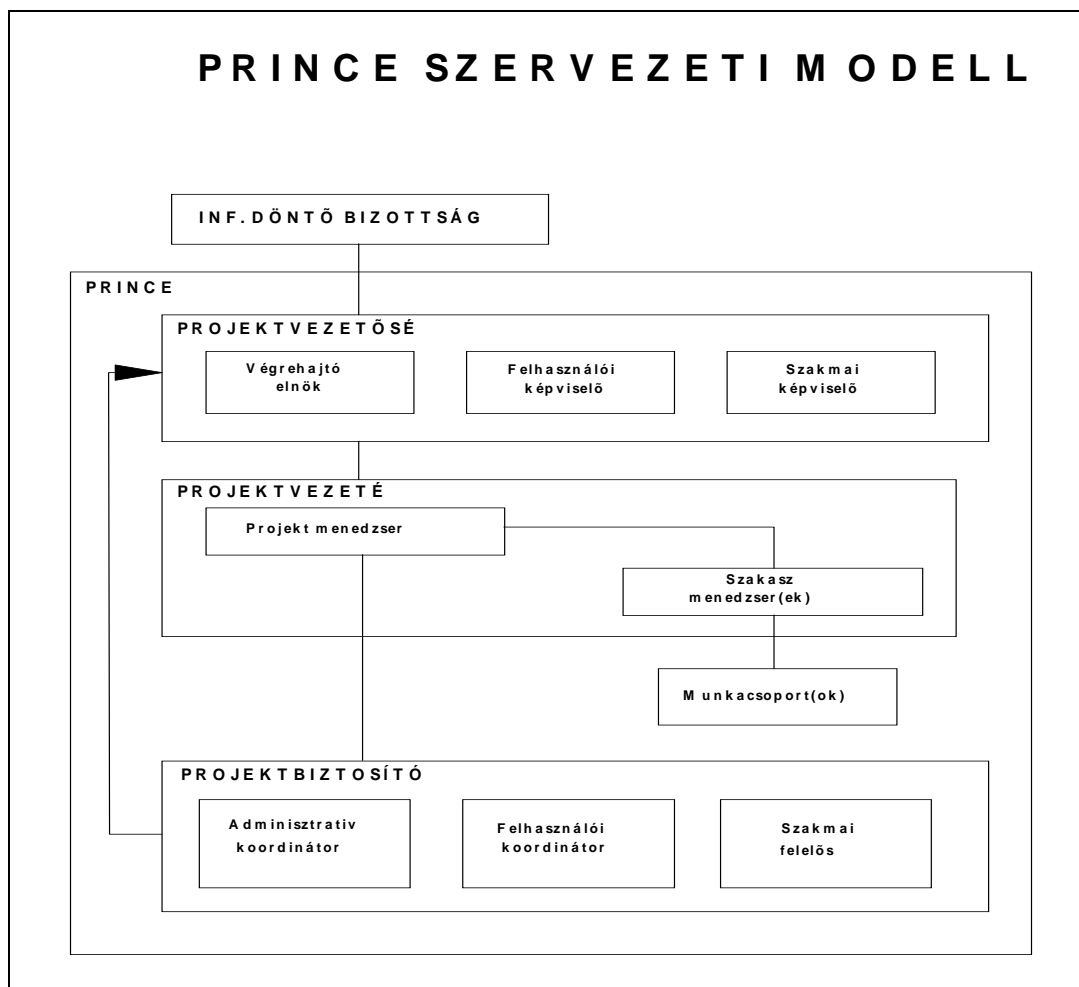 PRINCE SZERVEZETI MODELL
INF. DÖNTÕ BIZOTTSÁG
PRINCE
PROJEKTVEZETÕSÉ
Végrehajtó
elnök
Felhasználói
képviselõ
Szakmai
képviselõ
PROJEKTVEZETÉ
Projekt menedzser
Szakasz
menedzser(ek)
Munkacsoport(ok)
PROJEKTBIZTOSÍTÓ
Adminisztrativ
koordinátor
Felhasználói
koordinátor
Szakmai
felelõs